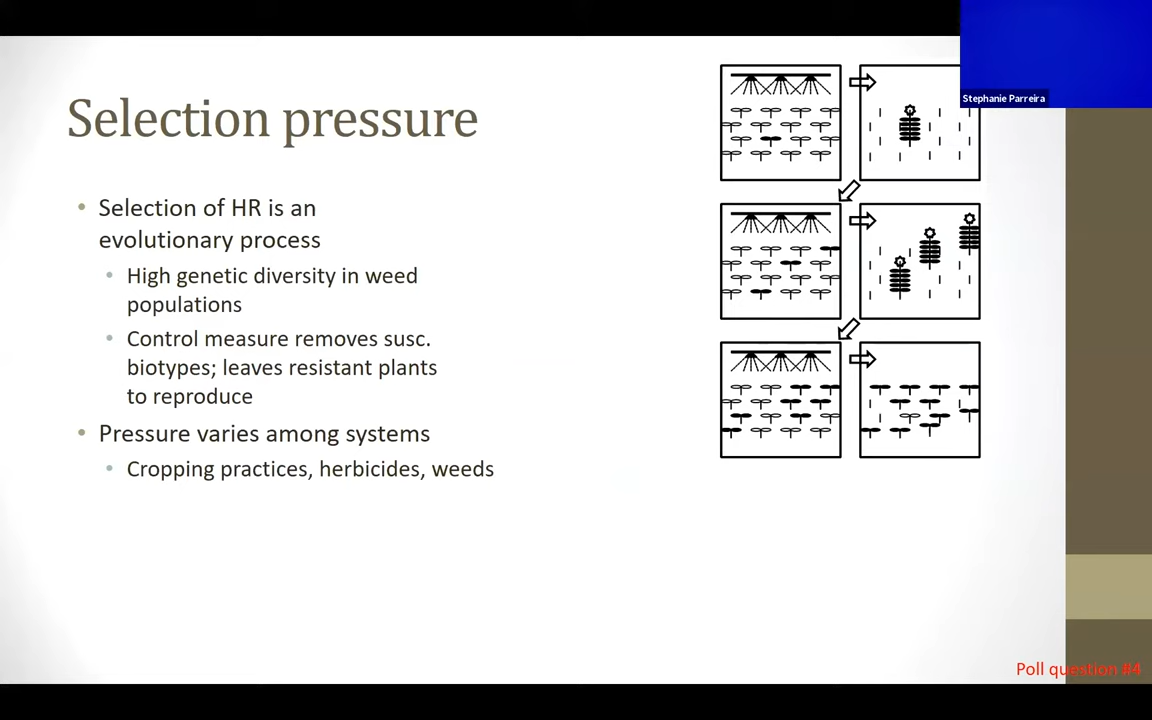 Stephanie Parreira
Selection pressure
• Selection of HR is an
evolutionary process
• High genetic diversity in weed
populations
• Control measure removes susc.
biotypes; leaves resistant plants
to reproduce
• Pressure varies among systems
• Cropping practices, herbicides, weeds
Poll question #4